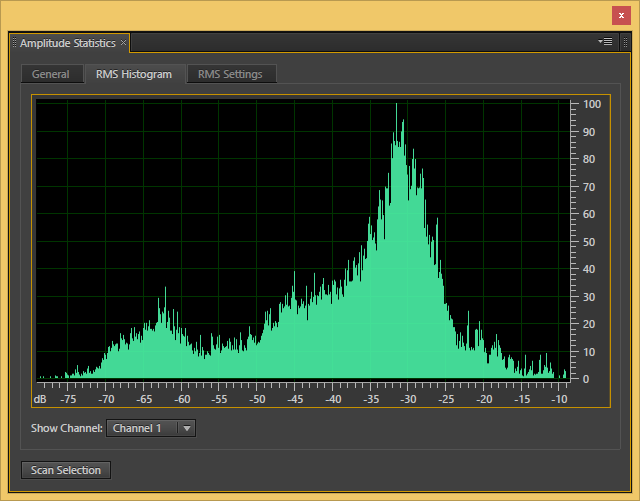 x
Amplitude Statistics ×
General RMS Histogram RMS Settings
100
90
80
70
60
50
40
30
20
10
0
dB -75 -70 -65 -60 -55 -50 -45 -40 -35 -30 -25 -20 -15 -10
Show Channel: Channel 1
Scan Selection